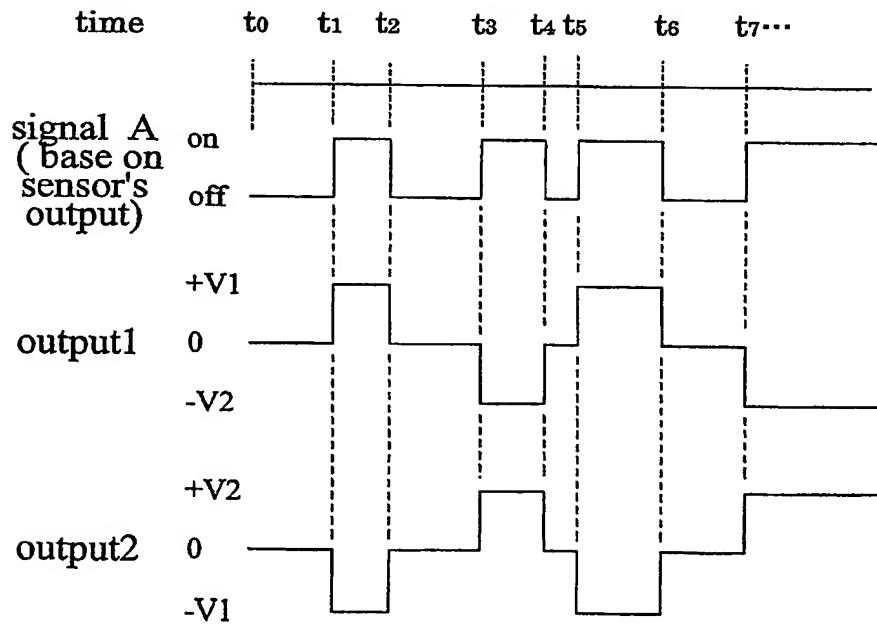 time t0 t1 t2 t3 t4 t5 t6 t7...
signal A
( base on
sensor's
output)
on
off
+V1
output1 0
-V2
+V2
output2 0
-V1